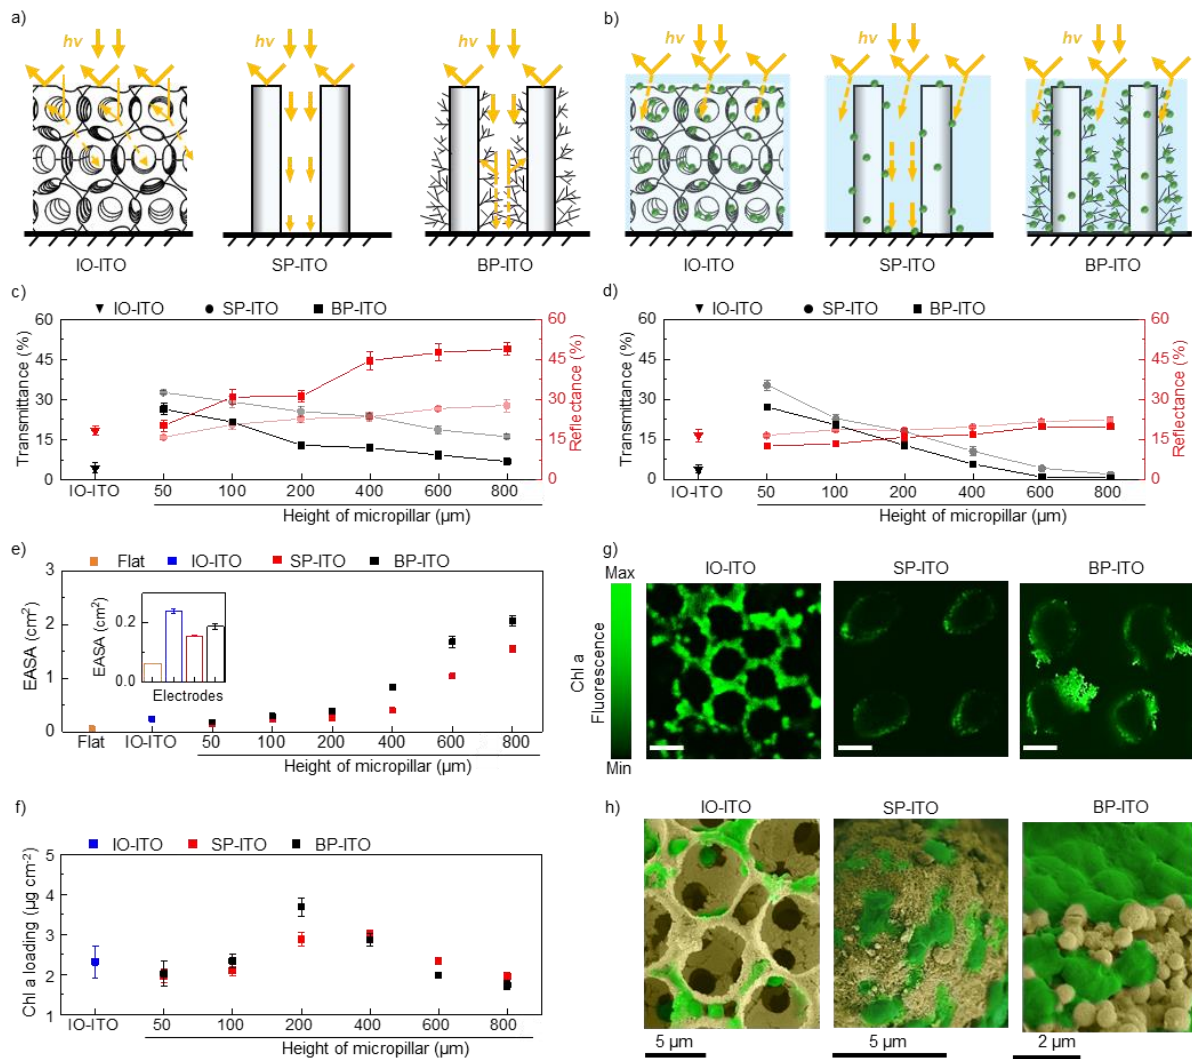 a)
hν
hν
hν
IO-ITO
SP-ITO
BP-ITO
b)
hν
hν
hν
IO-ITO
SP-ITO
BP-ITO
c)
IO-ITO SP-ITO BP-ITO
Transmittance (%)
60
45
30
15
0
60
45
30
15
0
Reflectance (%)
IO-ITO 50 100 200 400 600 800
Height of micropillar (µm)
d)
IO-ITO SP-ITO BP-ITO
Transmittance (%)
60
45
30
15
0
60
45
30
15
0
Reflectance (%)
IO-ITO 50 100 200 400 600 800
Height of micropillar (µm)
e)
Flat IO-ITO SP-ITO BP-ITO
EASA (cm²)
3
2
1
0
EASA (cm²)
0.2
0.0
Electrodes
Flat IO-ITO 50 100 200 400 600 800
Height of micropillar (µm)
f)
IO-ITO SP-ITO BP-ITO
Chl a loading (µg cm⁻²)
5
4
3
2
1
IO-ITO 50 100 200 400 600 800
Height of micropillar (µm)
g)
Max
Min
Chl a
Fluorescence
IO-ITO
SP-ITO
BP-ITO
h)
IO-ITO
SP-ITO
BP-ITO
5 µm
5 µm
2 µm